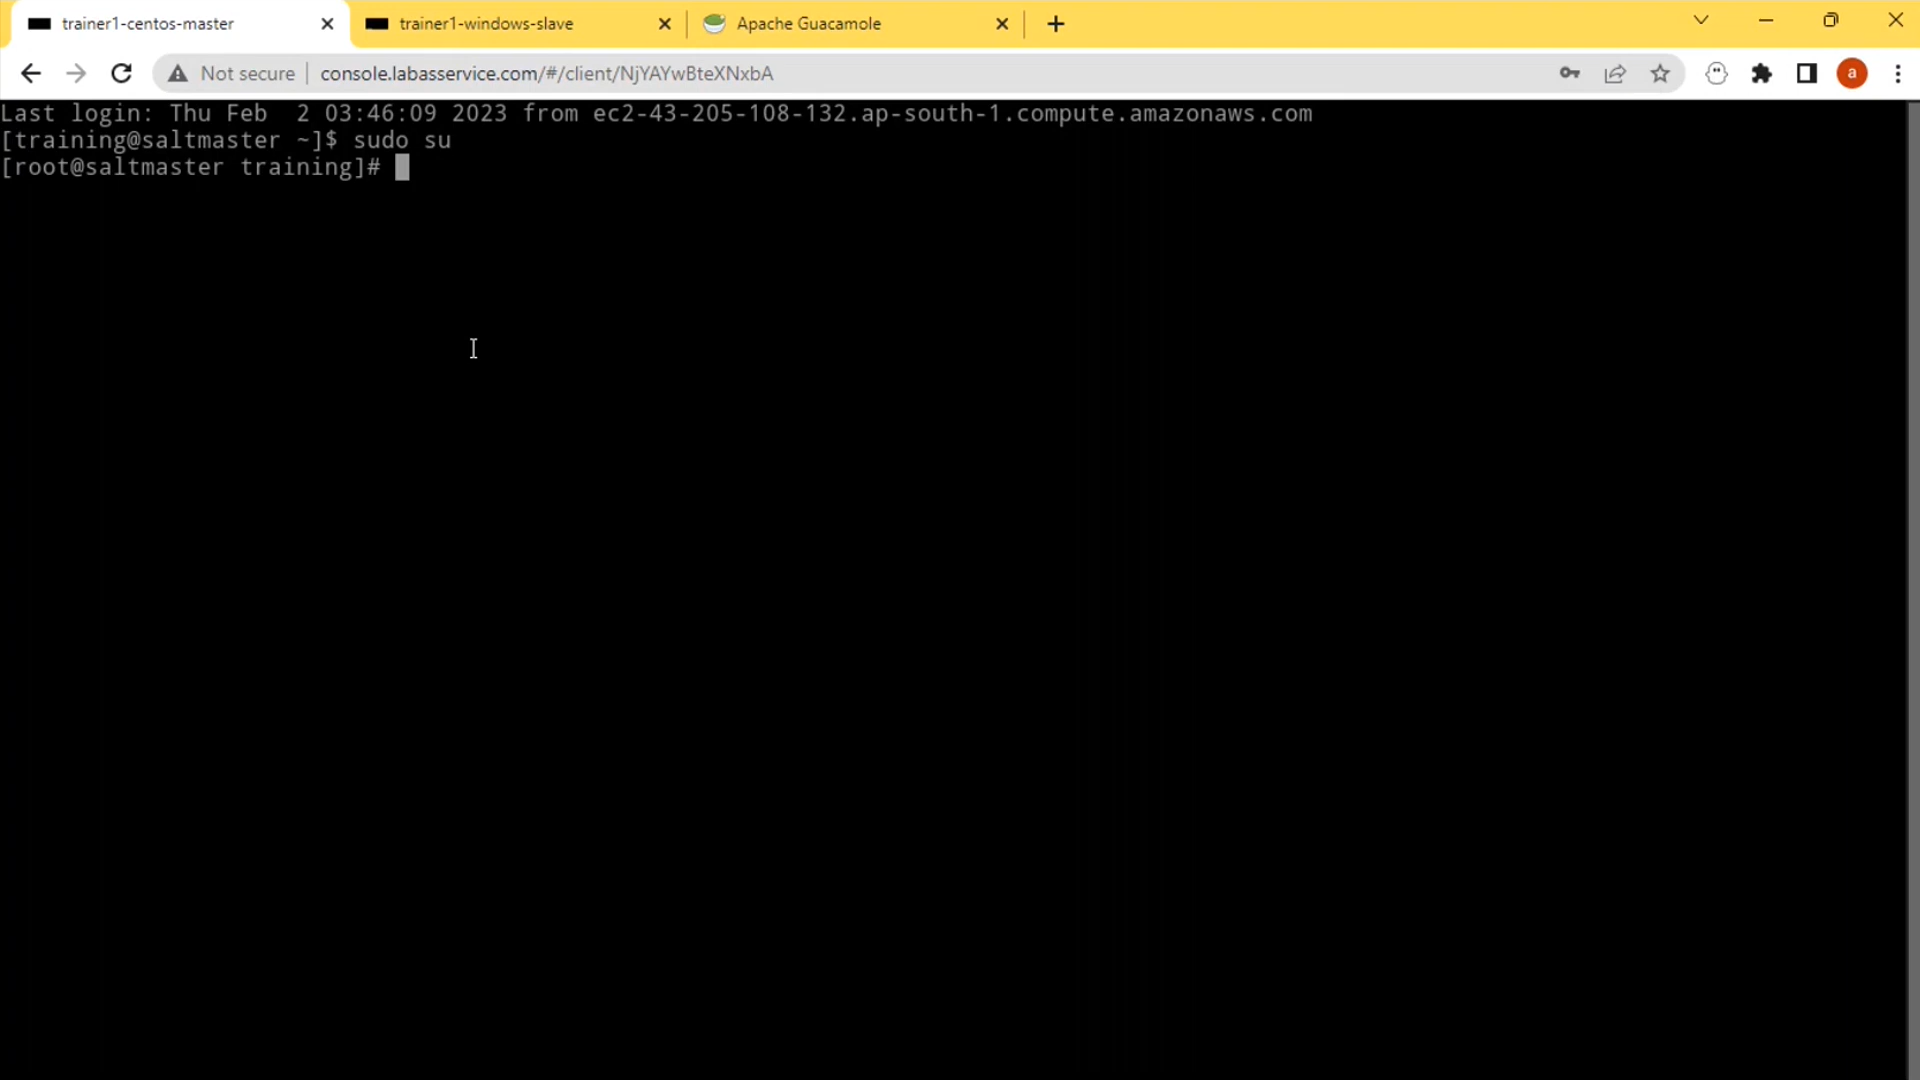 trainer1-centos-master
trainer1-windows-slave
Apache Guacamole
Not secure
console.labasservice.com/#/client/NjYAYwBteXNxbA
a
Last login: Thu Feb  2 03:46:09 2023 from ec2-43-205-108-132.ap-south-1.compute.amazonaws.com
[training@saltmaster ~]$ sudo su
[root@saltmaster training]#